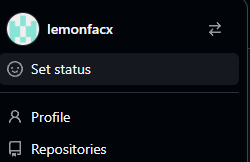 lemonfacx
Set status
Profile
Repositories